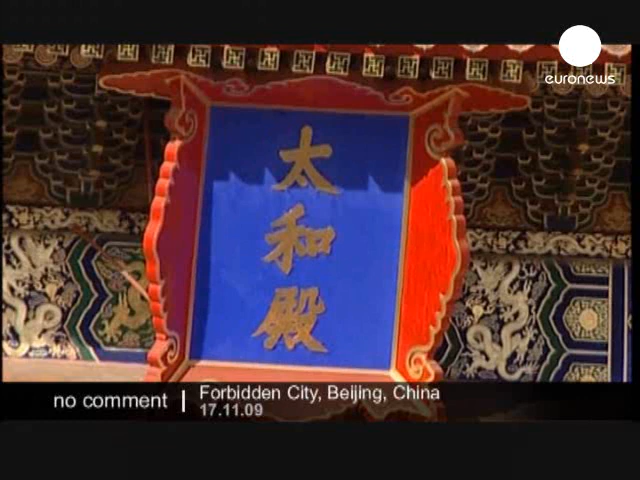 euronews
太
和
殿
no comment
Forbidden City, Beijing, China
17.11.09